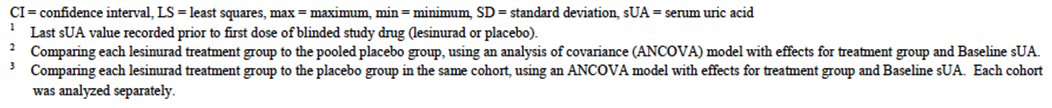 CI = confidence interval, LS = least squares, max = maximum, min = minimum, SD = standard deviation, sUA = serum uric acid
1 Last sUA value recorded prior to first dose of blinded study drug (lesinurad or placebo).
2 Comparing each lesinurad treatment group to the pooled placebo group, using an analysis of covariance (ANCOVA) model with effects for treatment group and Baseline sUA.
3 Comparing each lesinurad treatment group to the placebo group in the same cohort, using an ANCOVA model with effects for treatment group and Baseline sUA. Each cohort
was analyzed separately.